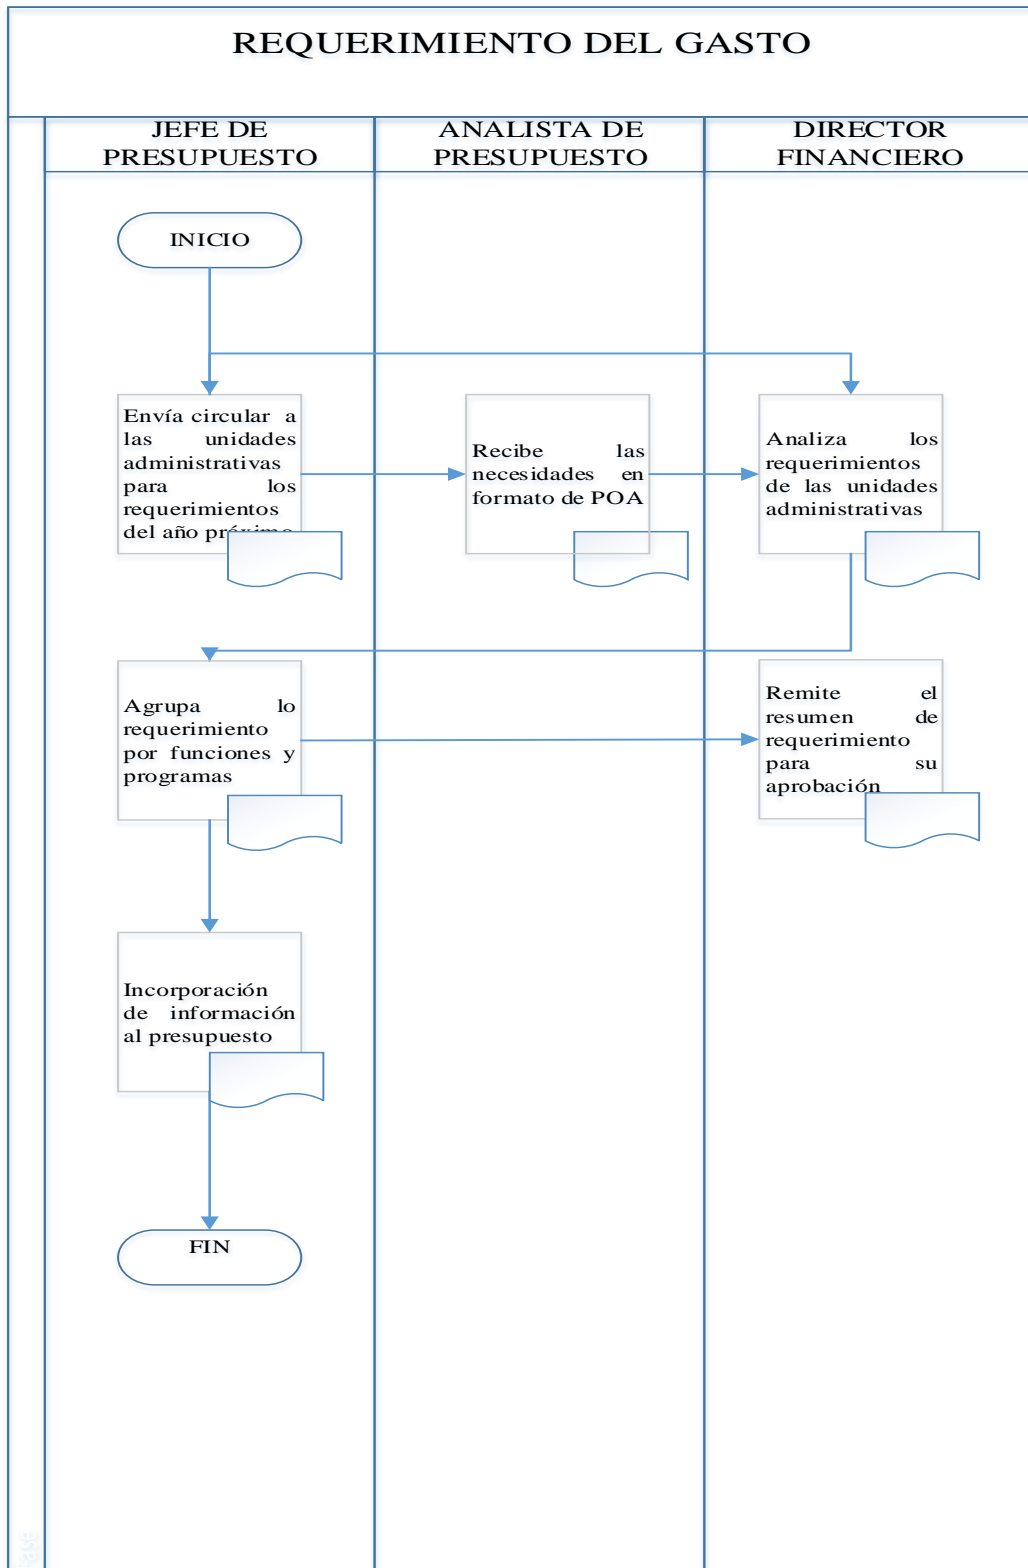 REQUERIMIENTO DEL GASTO
JEFE DE
PRESUPUESTO
ANALISTA DE
PRESUPUESTO
DIRECTOR
FINANCIERO
INICIO
Envía circular a
las unidades
administrativas
para los
requerimientos
del año próximo
Recibe las
necesidades en
formato de POA
Analiza los
requerimientos
de las unidades
administrativas
Agrupa lo
requerimiento
por funciones y
programas
Remite el
resumen de
requerimiento
para su
aprobación
Incorporación
de información
al presupuesto
FIN